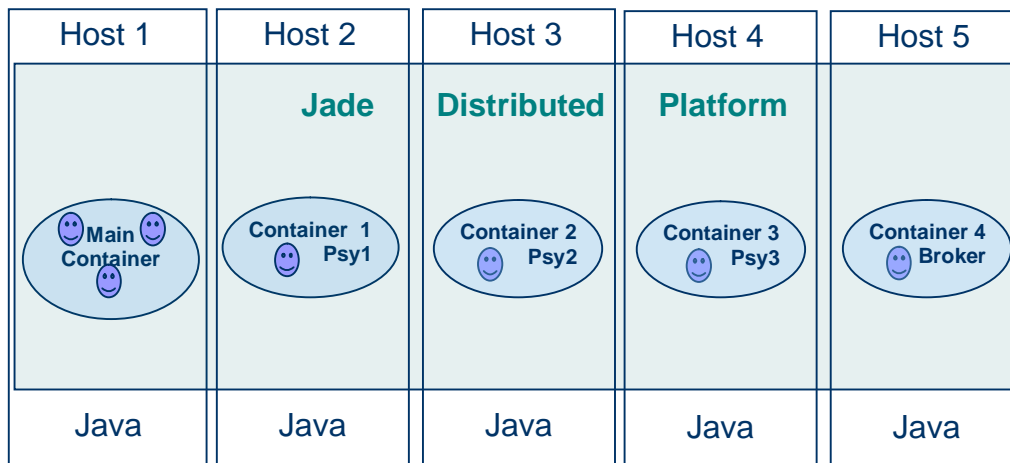 Host 1
Host 2
Host 3
Host 4
Host 5
Jade Distributed Platform
Main
Container
Container 1
Psy1
Container 2
Psy2
Container 3
Psy3
Container 4
Broker
Java
Java
Java
Java
Java